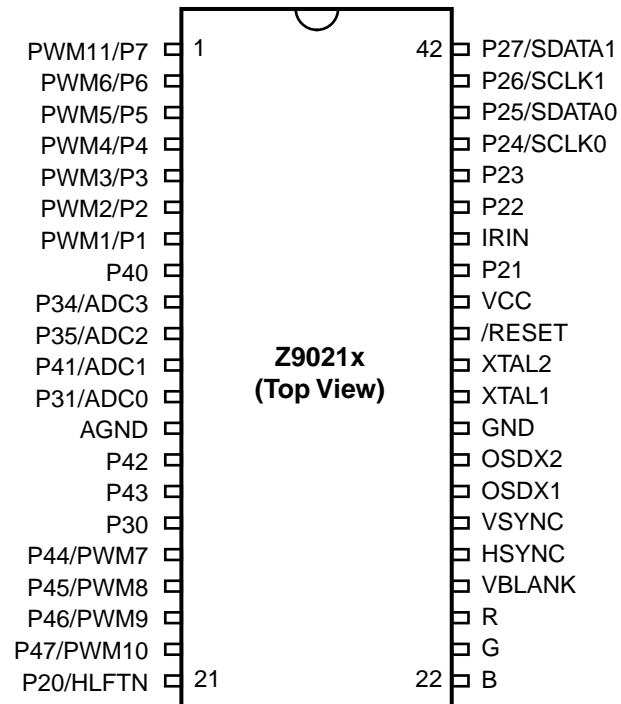 PWM11/P7 1 42 P27/SDATA1
PWM6/P6 P26/SCLK1
PWM5/P5 P25/SDATA0
PWM4/P4 P24/SCLK0
PWM3/P3 P23
PWM2/P2 P22
PWM1/P1 IRIN
P40 P21
P34/ADC3 VCC
P35/ADC2 /RESET
Z9021x
P41/ADC1 XTAL2
(Top View)
P31/ADC0 XTAL1
AGND GND
P42 OSDX2
P43 OSDX1
P30 VSYNC
P44/PWM7 HSYNC
P45/PWM8 VBLANK
P46/PWM9 R
P47/PWM10 G
P20/HLFTN 21 22 B